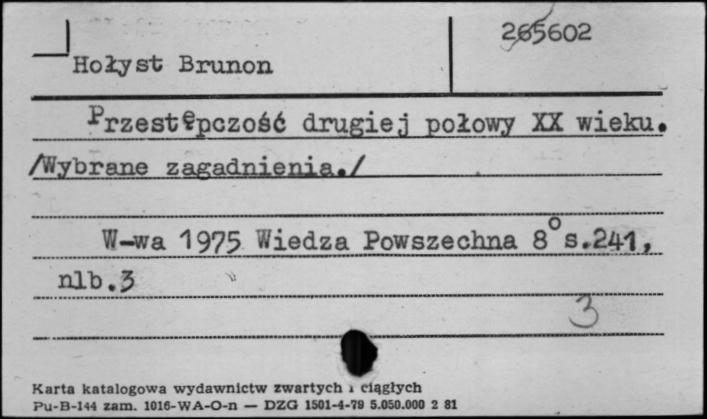 265602
Hołyst Brunon
Przestępczość drugiej połowy XX wieku.
/Wybrane zagadnienia./
W-wa 1975 Wiedza Powszechna 8° s.241,
nlb.3
3
Karta katalogowa wydawnictw zwartych i ciągłych
Pu-B-144 zam. 1016-WA-O-n — DZG 1501-4-79 5.050.000 2 81